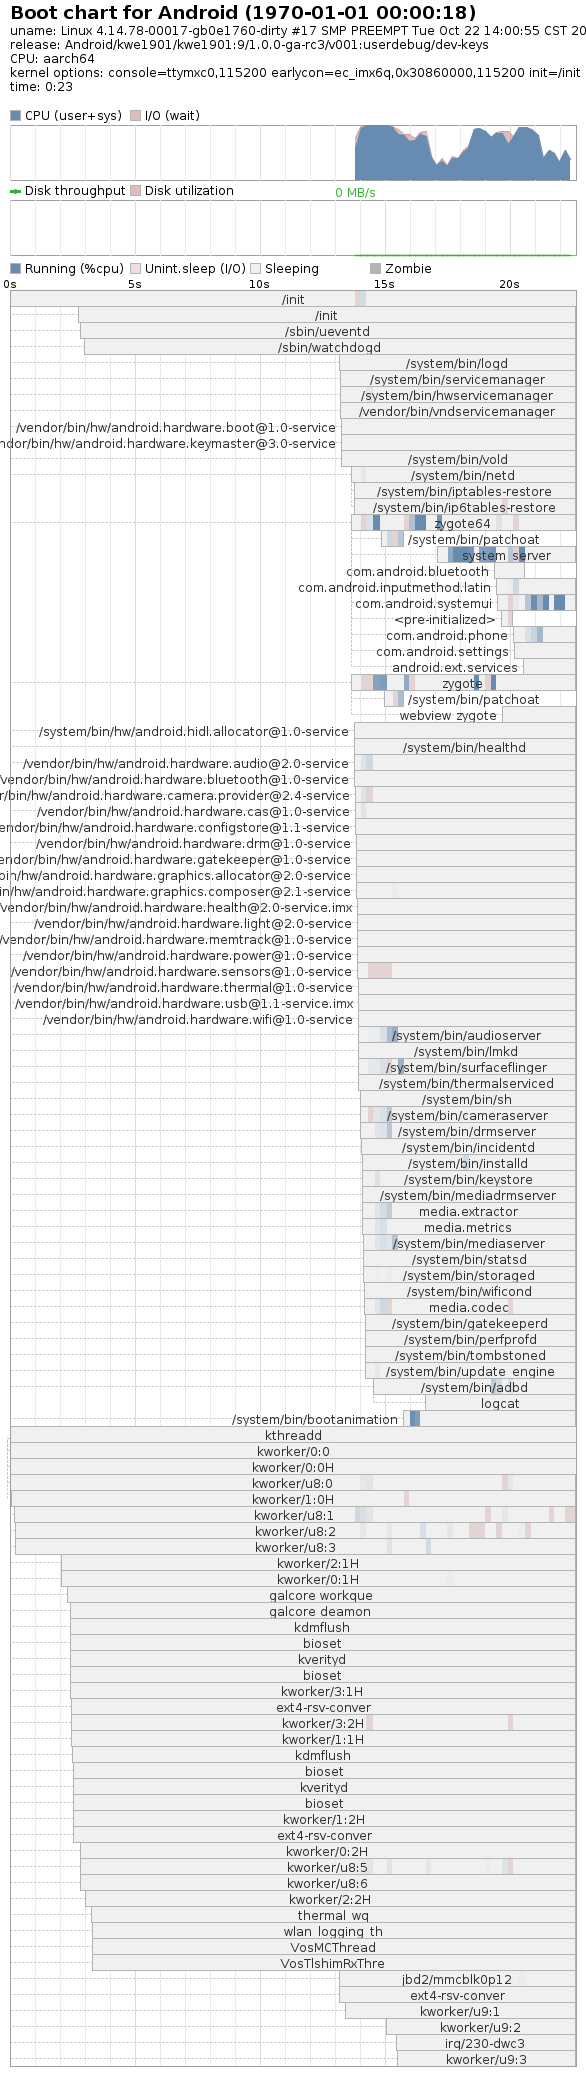 Boot chart for Android (1970-01-01 00:00:18)
uname: Linux 4.14.78-00017-gb0e1760-dirty #17 SMP PREEMPT Tue Oct 22 14:00:55 CST 20
release: Android/kwe1901/kwe1901:9/1.0.0-ga-rc3/v001:userdebug/dev-keys
CPU: aarch64
kernel options: console=ttymxc0,115200 earlycon=ec_imx6q,0x30860000,115200 init=/init
time: 0:23
CPU (user+sys) I/O (wait)
Disk throughput Disk utilization 0 MB/s
Running (%cpu) Unint.sleep (I/O) Sleeping Zombie
0s 5s 10s 15s 20s
/init
/init
/sbin/ueventd
/sbin/watchdogd
/system/bin/logd
/system/bin/servicemanager
/system/bin/hwservicemanager
/vendor/bin/vndservicemanager
/vendor/bin/hw/android.hardware.boot@1.0-service
ndor/bin/hw/android.hardware.keymaster@3.0-service
/system/bin/vold
/system/bin/netd
/system/bin/iptables-restore
/system/bin/ip6tables-restore
zygote64
/system/bin/patchoat
system_server
com.android.bluetooth
com.android.inputmethod.latin
com.android.systemui
<pre-initialized>
com.android.phone
com.android.settings
android.ext.services
zygote
/system/bin/patchoat
webview_zygote
/system/bin/hw/android.hidl.allocator@1.0-service
/system/bin/healthd
/vendor/bin/hw/android.hardware.audio@2.0-service
/vendor/bin/hw/android.hardware.bluetooth@1.0-service
r/bin/hw/android.hardware.camera.provider@2.4-service
/vendor/bin/hw/android.hardware.cas@1.0-service
endor/bin/hw/android.hardware.configstore@1.1-service
/vendor/bin/hw/android.hardware.drm@1.0-service
endor/bin/hw/android.hardware.gatekeeper@1.0-service
bin/hw/android.hardware.graphics.allocator@2.0-service
in/hw/android.hardware.graphics.composer@2.1-service
/vendor/bin/hw/android.hardware.health@2.0-service.imx
/vendor/bin/hw/android.hardware.light@2.0-service
/vendor/bin/hw/android.hardware.memtrack@1.0-service
/vendor/bin/hw/android.hardware.power@1.0-service
/vendor/bin/hw/android.hardware.sensors@1.0-service
/vendor/bin/hw/android.hardware.thermal@1.0-service
/vendor/bin/hw/android.hardware.usb@1.1-service.imx
/vendor/bin/hw/android.hardware.wifi@1.0-service
/system/bin/audioserver
/system/bin/lmkd
/system/bin/surfaceflinger
/system/bin/thermalserviced
/system/bin/sh
/system/bin/cameraserver
/system/bin/drmserver
/system/bin/incidentd
/system/bin/installd
/system/bin/keystore
/system/bin/mediadrmserver
media.extractor
media.metrics
/system/bin/mediaserver
/system/bin/statsd
/system/bin/storaged
/system/bin/wificond
media.codec
/system/bin/gatekeeperd
/system/bin/perfprofd
/system/bin/tombstoned
/system/bin/update_engine
/system/bin/adbd
logcat
/system/bin/bootanimation
kthreadd
kworker/0:0
kworker/0:0H
kworker/u8:0
kworker/1:0H
kworker/u8:1
kworker/u8:2
kworker/u8:3
kworker/2:1H
kworker/0:1H
galcore workque
galcore deamon
kdmflush
bioset
kverityd
bioset
kworker/3:1H
ext4-rsv-conver
kworker/3:2H
kworker/1:1H
kdmflush
bioset
kverityd
bioset
kworker/1:2H
ext4-rsv-conver
kworker/0:2H
kworker/u8:5
kworker/u8:6
kworker/2:2H
thermal_wq
wlan_logging_th
VosMCThread
VosTlshimRxThre
jbd2/mmcblk0p12
ext4-rsv-conver
kworker/u9:1
kworker/u9:2
irq/230-dwc3
kworker/u9:3